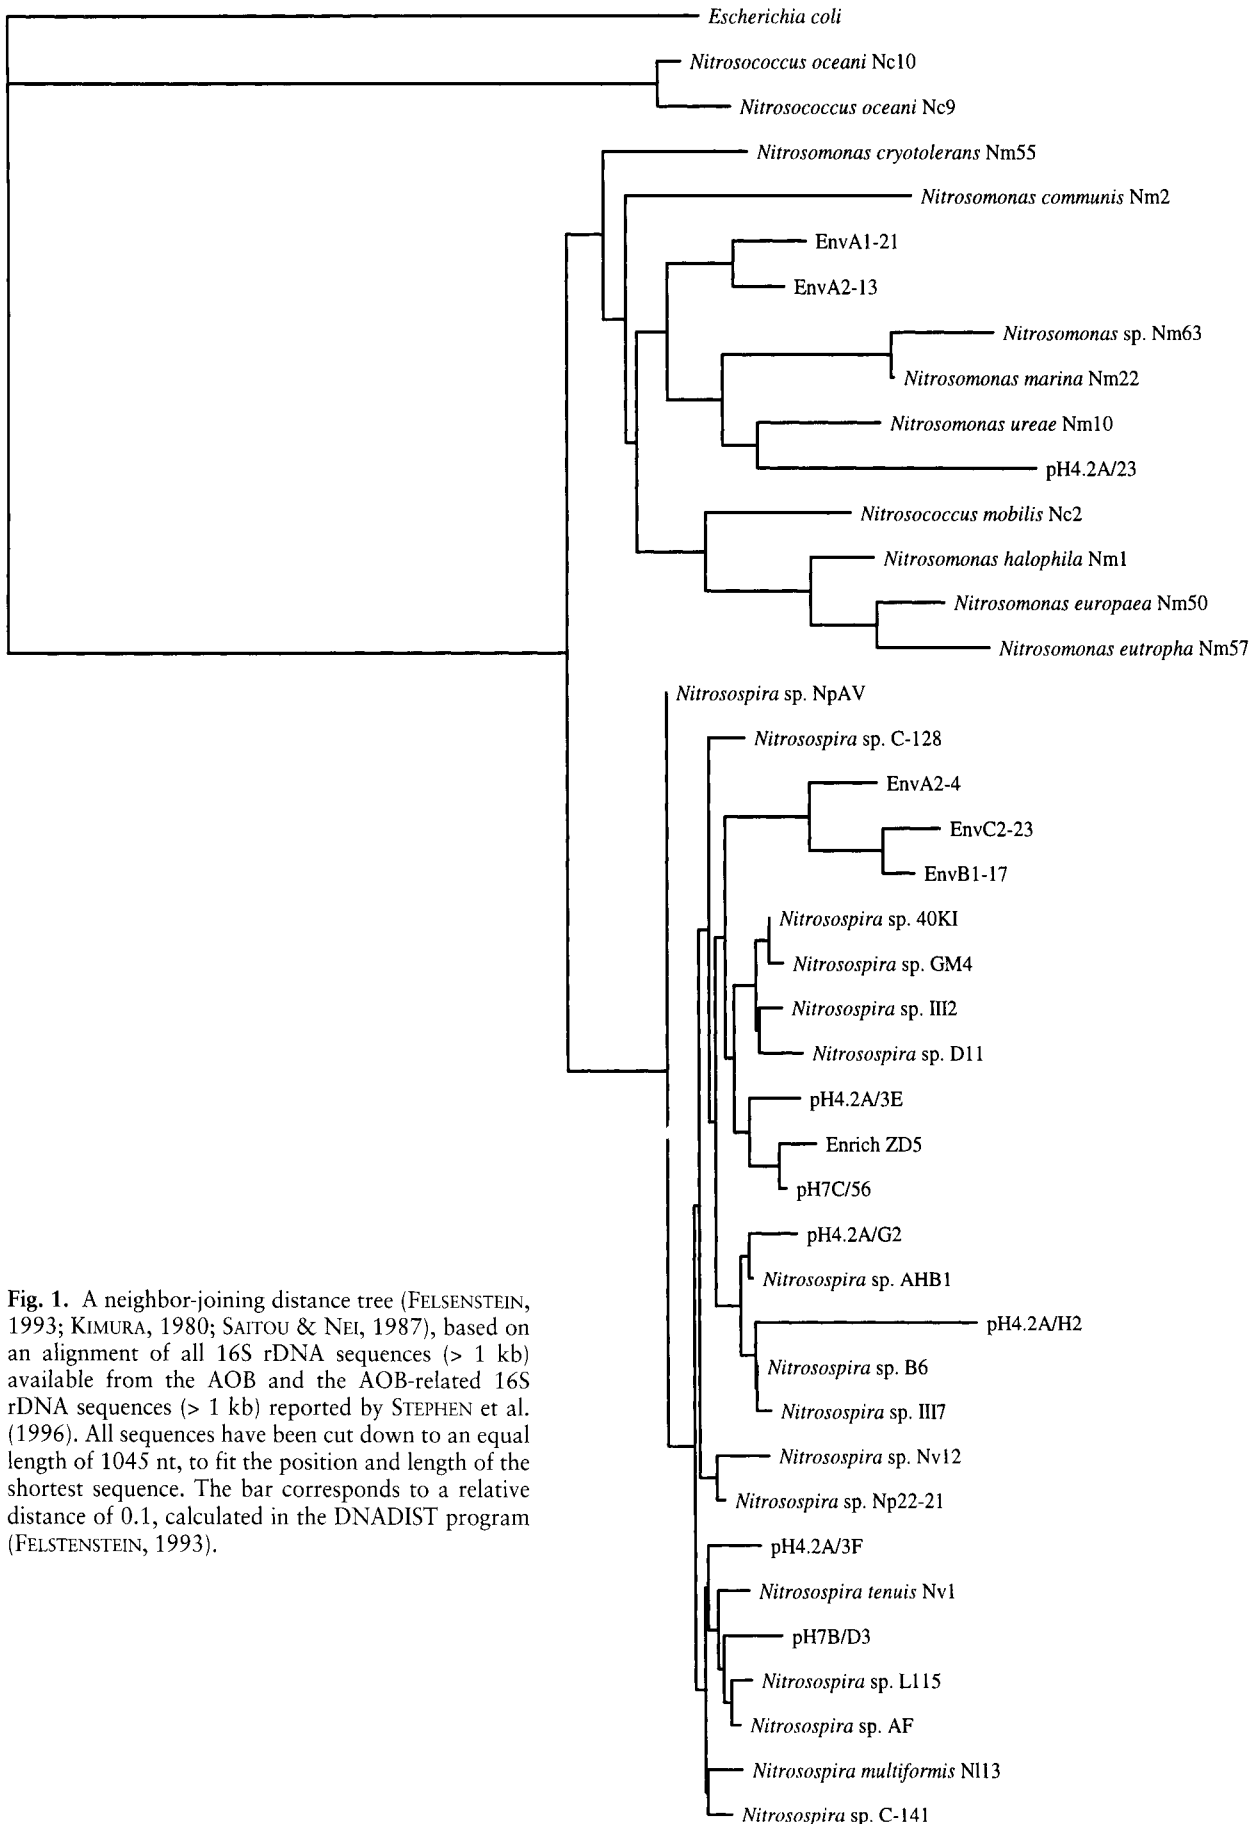 Escherichia coli
Nitrosococcus oceani Nc10
Nitrosococcus oceani Nc9
Nitrosomonas cryotolerans Nm55
Nitrosomonas communis Nm2
EnvA1-21
EnvA2-13
Nitrosomonas sp. Nm63
Nitrosomonas marina Nm22
Nitrosomonas ureae Nm10
pH4.2A/23
Nitrosococcus mobilis Nc2
Nitrosomonas halophila Nm1
Nitrosomonas europaea Nm50
Nitrosomonas eutropha Nm57
Nitrosospira sp. NpAV
Nitrosospira sp. C-128
EnvA2-4
EnvC2-23
EnvB1-17
Nitrosospira sp. 40KI
Nitrosospira sp. GM4
Nitrosospira sp. III2
Nitrosospira sp. D11
pH4.2A/3E
Enrich ZD5
pH7C/56
pH4.2A/G2
Nitrosospira sp. AHB1
pH4.2A/H2
Nitrosospira sp. B6
Nitrosospira sp. III7
Nitrosospira sp. Nv12
Nitrosospira sp. Np22-21
pH4.2A/3F
Nitrosospira tenuis Nv1
pH7B/D3
Nitrosospira sp. L115
Nitrosospira sp. AF
Nitrosospira multiformis Nl13
Nitrosospira sp. C-141
Fig. 1. A neighbor-joining distance tree (FELSENSTEIN,
1993; KIMURA, 1980; SAITOU & NEI, 1987), based on
an alignment of all 16S rDNA sequences (> 1 kb)
available from the AOB and the AOB-related 16S
rDNA sequences (> 1 kb) reported by STEPHEN et al.
(1996). All sequences have been cut down to an equal
length of 1045 nt, to fit the position and length of the
shortest sequence. The bar corresponds to a relative
distance of 0.1, calculated in the DNADIST program
(FELSTENSTEIN, 1993).